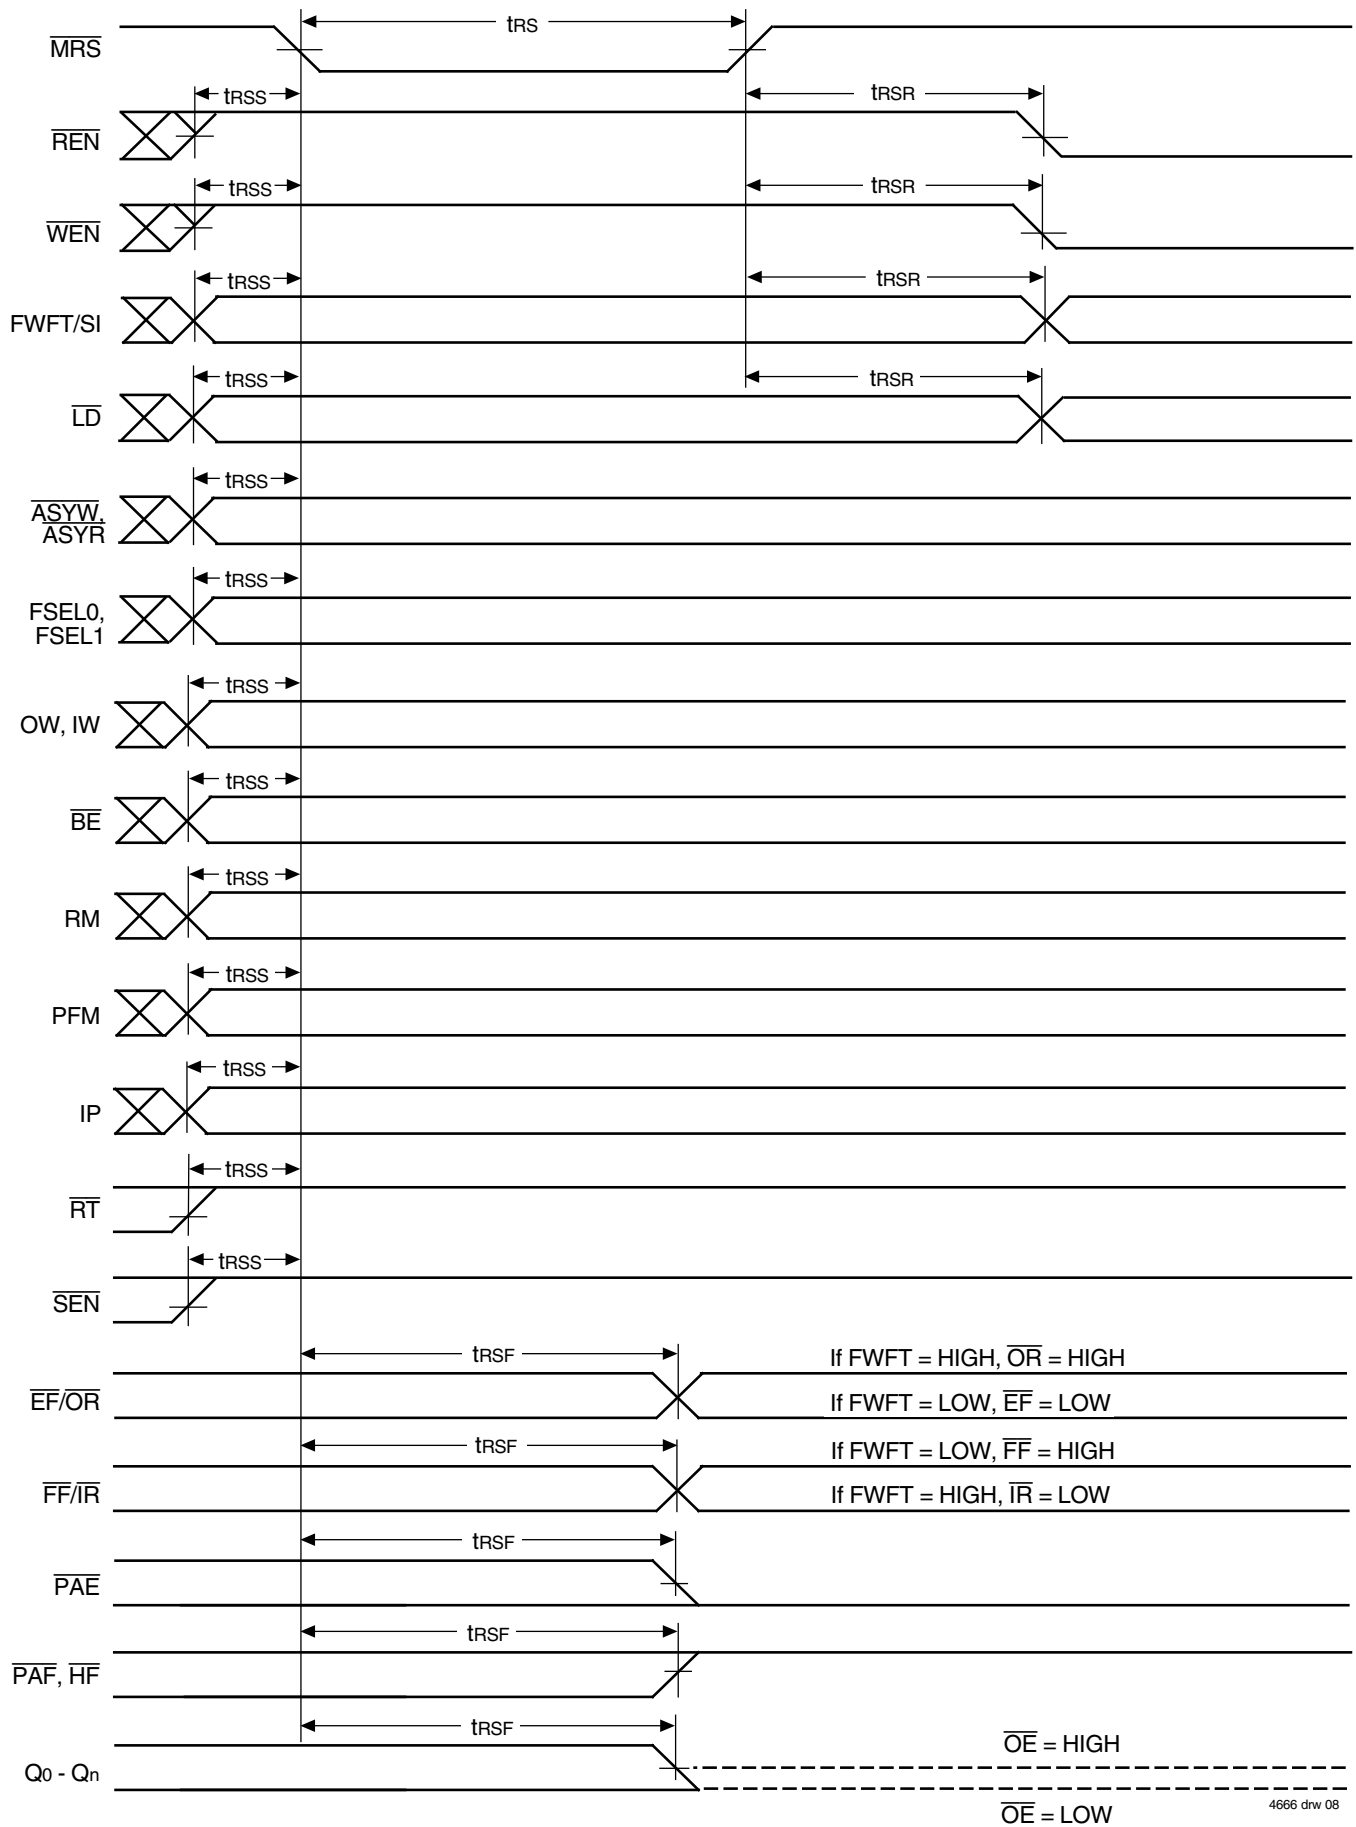 tRS
MRS
tRSS
tRSR
REN
tRSS
tRSR
WEN
tRSS
tRSR
FWFT/SI
tRSS
tRSR
LD
tRSS
ASYW,
ASYR
tRSS
FSEL0,
FSEL1
tRSS
OW, IW
tRSS
BE
tRSS
RM
tRSS
PFM
tRSS
IP
tRSS
RT
tRSS
SEN
tRSF
If FWFT = HIGH, OR = HIGH
EF/OR
If FWFT = LOW, EF = LOW
tRSF
If FWFT = LOW, FF = HIGH
FF/IR
If FWFT = HIGH, IR = LOW
tRSF
PAE
tRSF
PAF, HF
tRSF
OE = HIGH
Q0 - Qn
4666 drw 08
OE = LOW